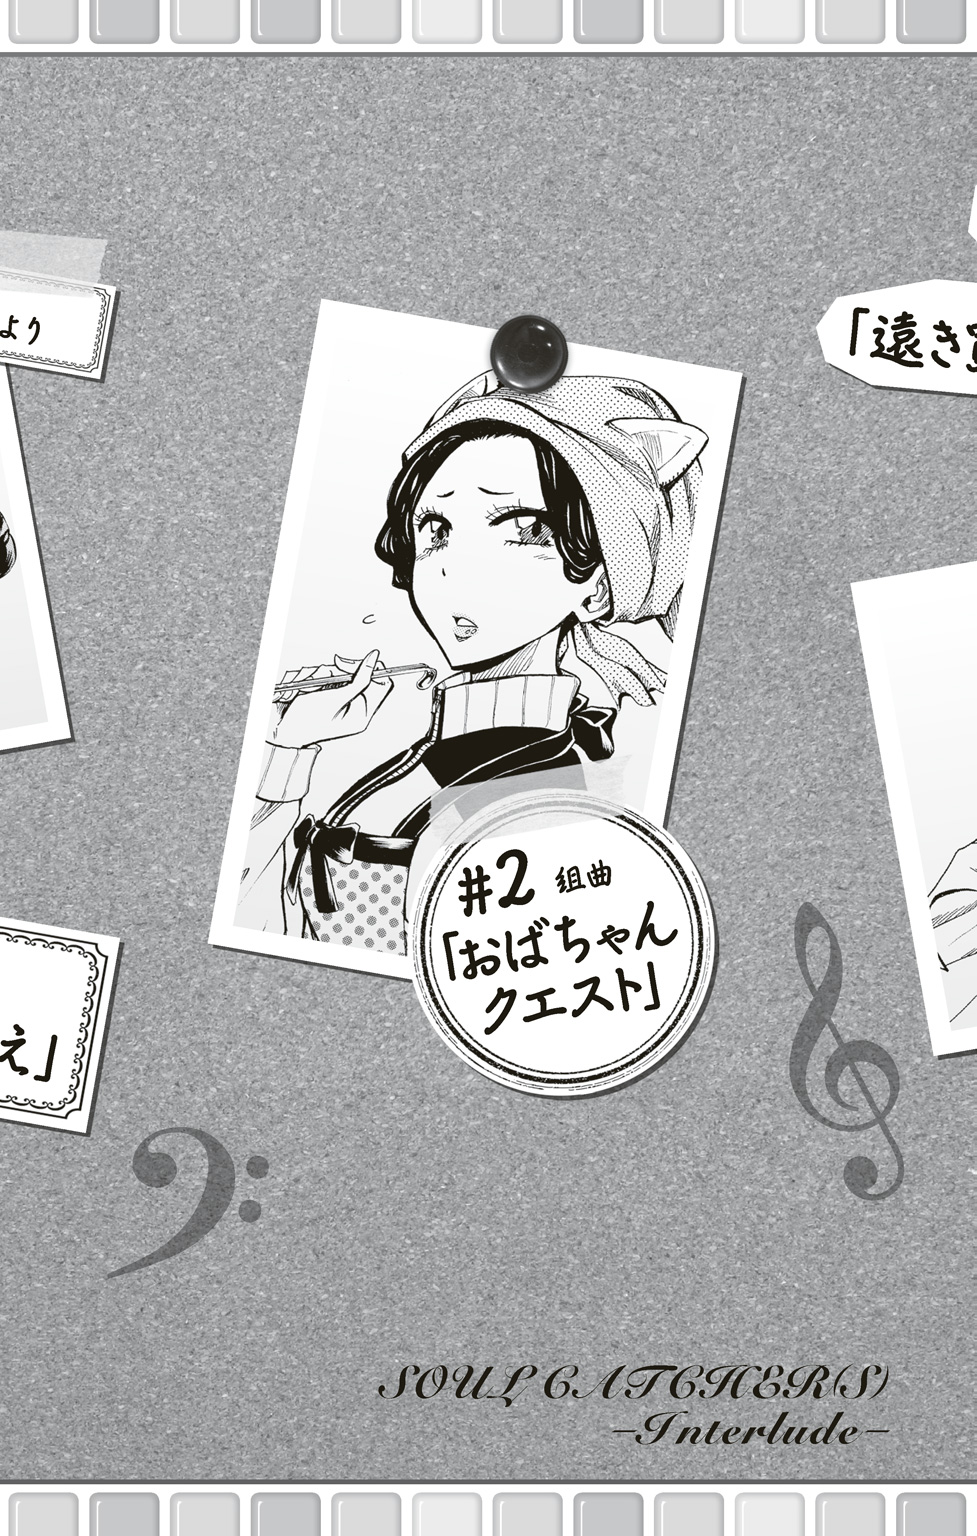 「遠き
より
#2 組曲
「おばちゃん
クエスト」
え」
SOUL CATCHER(S)
–Interlude–